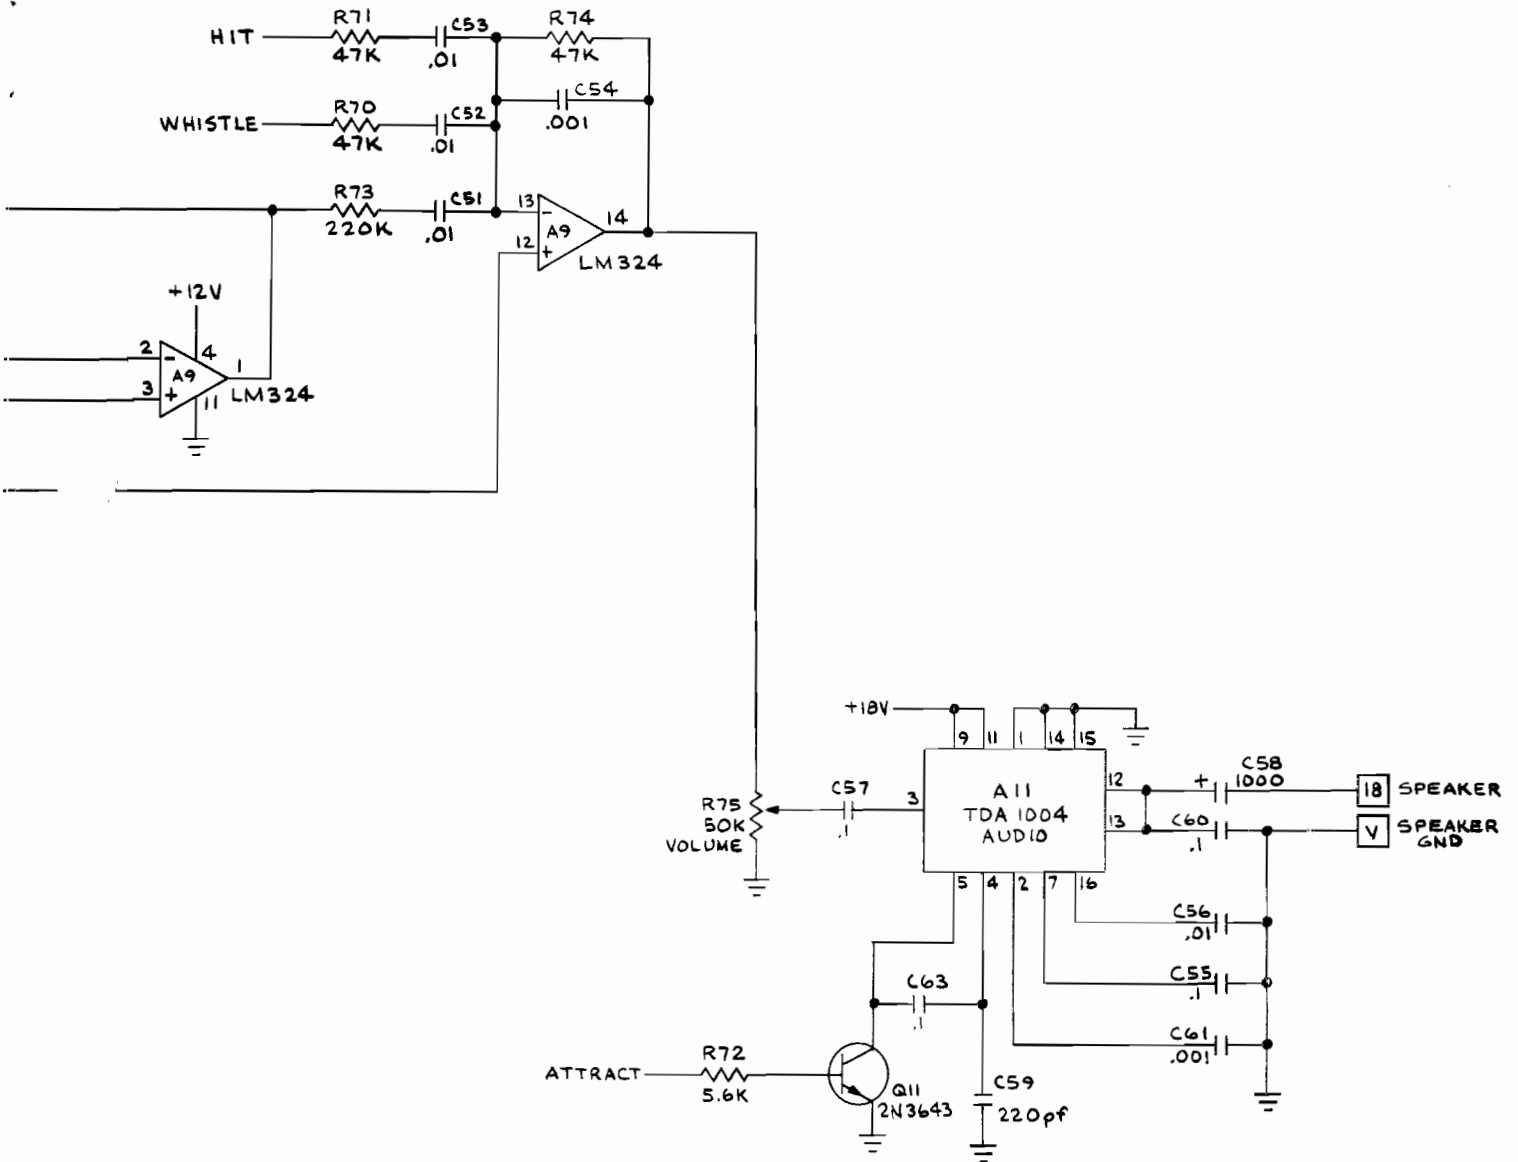 R71
C53
R74
HIT
47K
.01
47K
C54
.001
R70
C52
WHISTLE
47K
.01
R73
C51
220K
.01
13
-
A9
12
+
14
LM324
+12V
2
-
4
A9
1
3
+
11
LM324
+18V
9
11
1
14
15
R75
50K
VOLUME
C57
.1
3
A11
TDA 1004
AUDIO
12
13
+
C58
1000
18
SPEAKER
C60
.1
V
SPEAKER
GND
5
4
2
7
16
C56
.01
C55
.1
C61
.001
C63
.1
ATTRACT
R72
5.6K
Q11
2N3643
C59
220pf